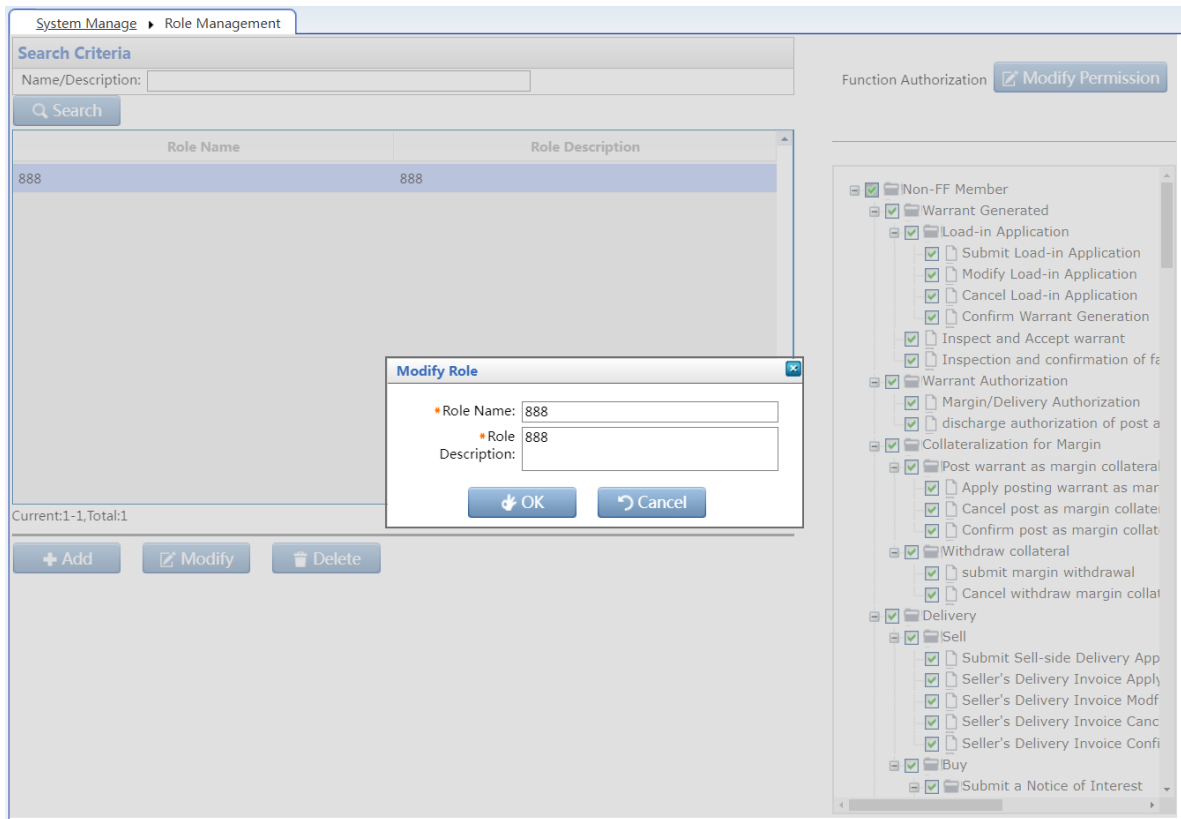 System Manage ▸ Role Management
Search Criteria
Name/Description:
Search
Role Name Role Description
888 888
Current:1-1,Total:1
Add Modify Delete
Modify Role
*Role Name: 888
*Role Description: 888
OK Cancel
Function Authorization Modify Permission
Non-FF Member
Warrant Generated
Load-in Application
Submit Load-in Application
Modify Load-in Application
Cancel Load-in Application
Confirm Warrant Generation
Inspect and Accept warrant
Inspection and confirmation of fa
Warrant Authorization
Margin/Delivery Authorization
discharge authorization of post a
Collateralization for Margin
Post warrant as margin collateral
Apply posting warrant as mar
Cancel post as margin collate
Confirm post as margin collat
Withdraw collateral
submit margin withdrawal
Cancel withdraw margin collat
Delivery
Sell
Submit Sell-side Delivery App
Seller's Delivery Invoice Apply
Seller's Delivery Invoice Modf
Seller's Delivery Invoice Canc
Seller's Delivery Invoice Confi
Buy
Submit a Notice of Interest